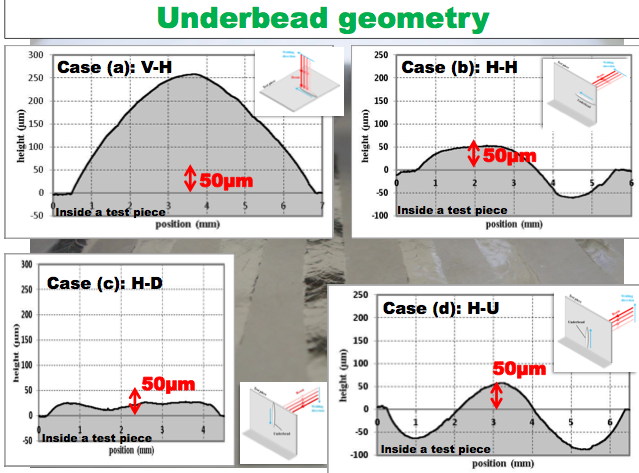 Underbead geometry
Case (a): V-H
height (μm)
300
250
200
150
100
50
0
-50
0
1
2
3
4
5
6
7
50μm
Inside a test piece
position (mm)
Case (b): H-H
height (μm)
250
200
150
100
50
0
-50
-100
0
1
2
3
4
5
6
50μm
Inside a test piece
position (mm)
Case (c): H-D
height (μm)
300
250
200
150
100
50
0
-50
0
1
2
3
4
50μm
Inside a test piece
position (mm)
Underbead
Case (d): H-U
height (μm)
250
200
150
100
50
0
-50
-100
0
1
2
3
4
5
6
50μm
Inside a test piece
position (mm)
Underbead